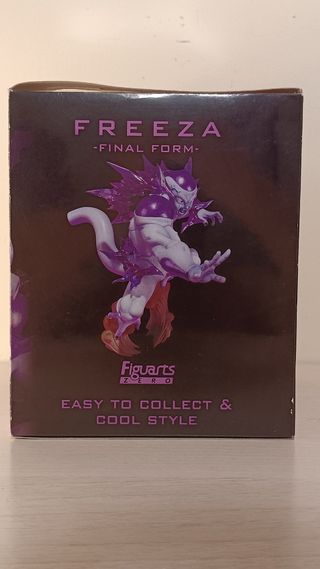 FREEZA
-FINAL FORM-
Figuarts
ZERO
EASY TO COLLECT &
COOL STYLE